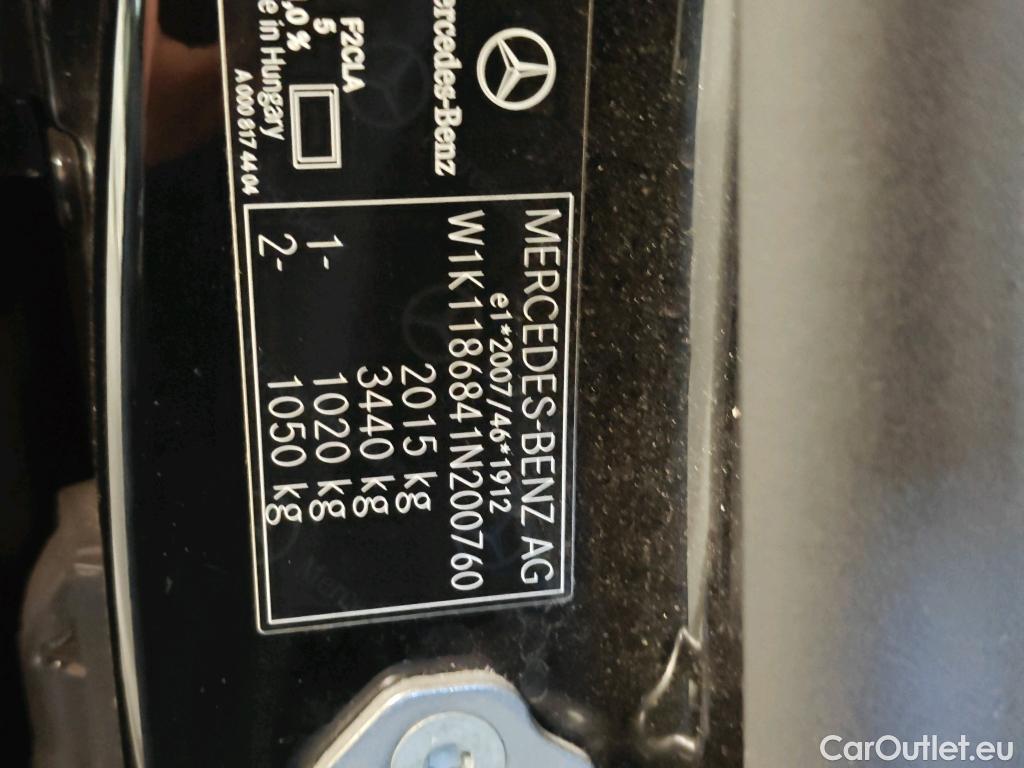 F2CLA
5
,0 %
in Hungary
A 000 817 44 04
Mercedes-Benz
MERCEDES-BENZ AG
e1*2007/46*1912
W1K1186841N200760
2015 kg
3440 kg
1- 1020 kg
2- 1050 kg
CarOutlet.eu